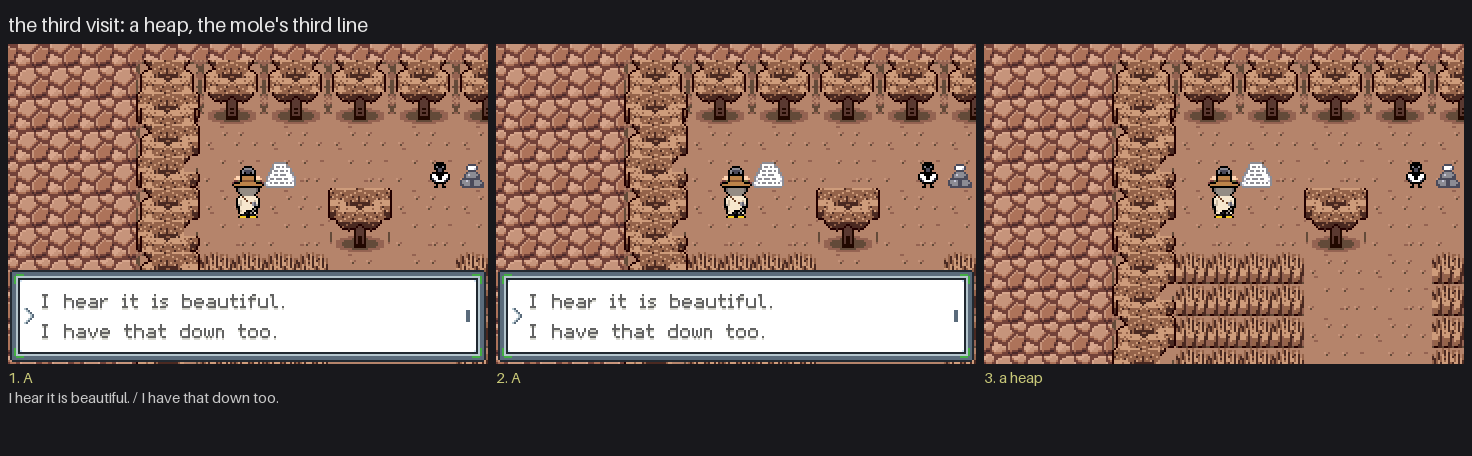 the third visit: a heap, the mole's third line
I hear it is beautiful.
I have that down too.
I hear it is beautiful.
I have that down too.
1. A
2. A
3. a heap
I hear it is beautiful. / I have that down too.